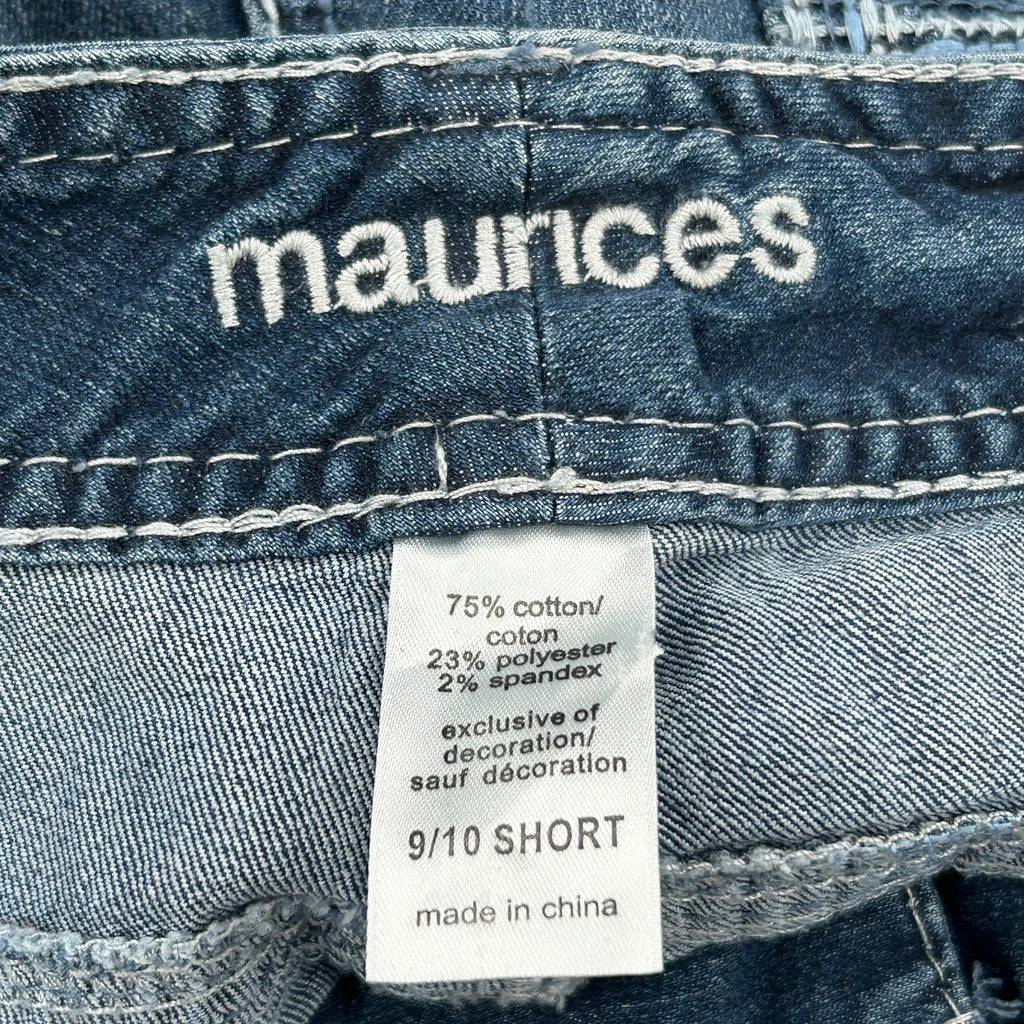 maurices
75% cotton/
coton
23% polyester
2% spandex
exclusive of
decoration/
sauf décoration
9/10 SHORT
made in china